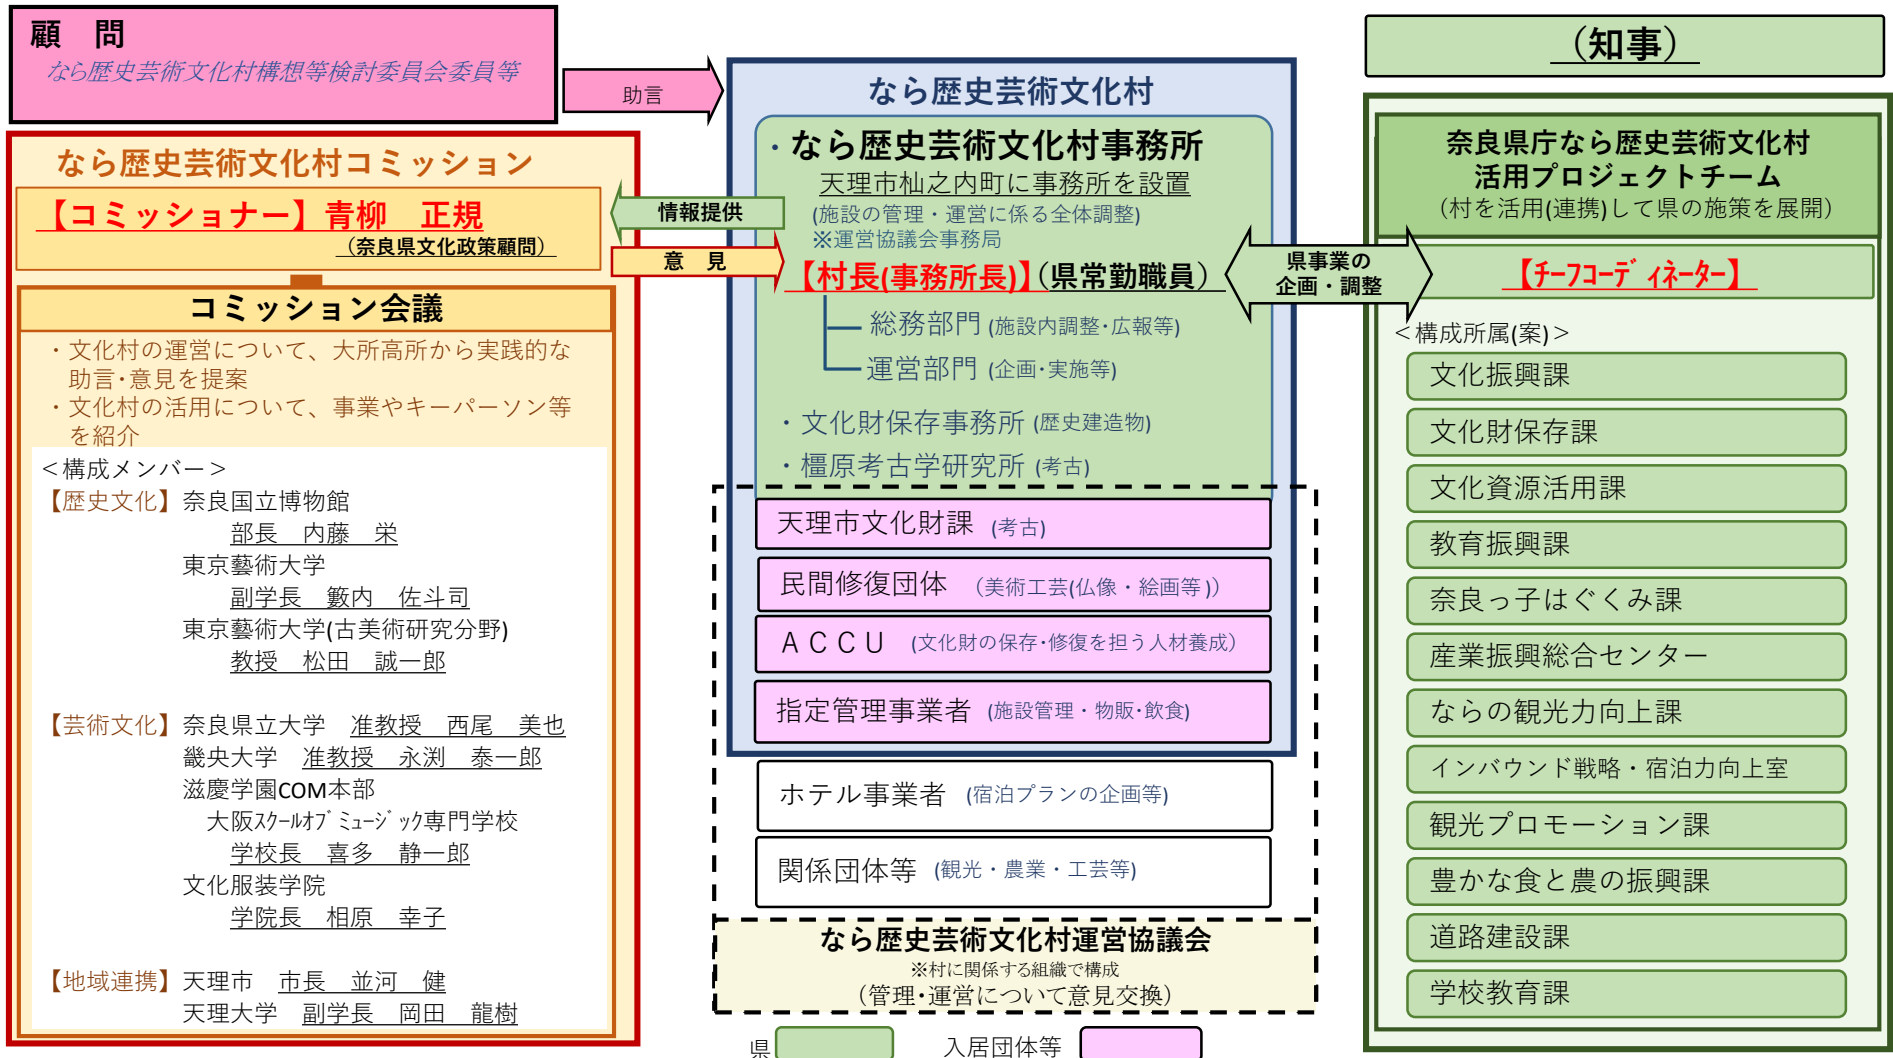 顧　問
なら歴史芸術文化村構想等検討委員会委員等
助言
なら歴史芸術文化村コミッション
【コミッショナー】青柳　正規
（奈良県文化政策顧問）
コミッション会議
・文化村の運営について、大所高所から実践的な
助言・意見を提案
・文化村の活用について、事業やキーパーソン等
を紹介
＜構成メンバー＞
【歴史文化】奈良国立博物館
部長　内藤　栄
東京藝術大学
副学長　籔内　佐斗司
東京藝術大学(古美術研究分野)
教授　松田　誠一郎
【芸術文化】奈良県立大学　准教授　西尾　美也
畿央大学　准教授　永渕　泰一郎
滋慶学園COM本部
大阪ｽｸｰﾙｵﾌﾞﾐｭｰｼﾞｯｸ専門学校
学校長　喜多　静一郎
文化服装学院
学院長　相原　幸子
【地域連携】天理市　市長　並河　健
天理大学　副学長　岡田　龍樹
情報提供
意　見
なら歴史芸術文化村
・なら歴史芸術文化村事務所
天理市杣之内町に事務所を設置
(施設の管理・運営に係る全体調整)
※運営協議会事務局
【村長(事務所長)】（県常勤職員）
総務部門 (施設内調整・広報等)
運営部門 (企画・実施等)
・文化財保存事務所 (歴史建造物)
・橿原考古学研究所 (考古)
天理市文化財課 (考古)
民間修復団体 （美術工芸(仏像・絵画等)）
ＡＣＣＵ (文化財の保存・修復を担う人材養成）
指定管理事業者 (施設管理・物販・飲食)
ホテル事業者 (宿泊プランの企画等)
関係団体等 (観光・農業・工芸等)
なら歴史芸術文化村運営協議会
※村に関係する組織で構成
（管理・運営について意見交換）
県
入居団体等
県事業の
企画・調整
（知事）
奈良県庁なら歴史芸術文化村
活用プロジェクトチーム
（村を活用(連携)して県の施策を展開）
【ﾁｰﾌｺｰﾃﾞｨﾈｰﾀｰ】
＜構成所属(案)＞
文化振興課
文化財保存課
文化資源活用課
教育振興課
奈良っ子はぐくみ課
産業振興総合センター
ならの観光力向上課
インバウンド戦略・宿泊力向上室
観光プロモーション課
豊かな食と農の振興課
道路建設課
学校教育課